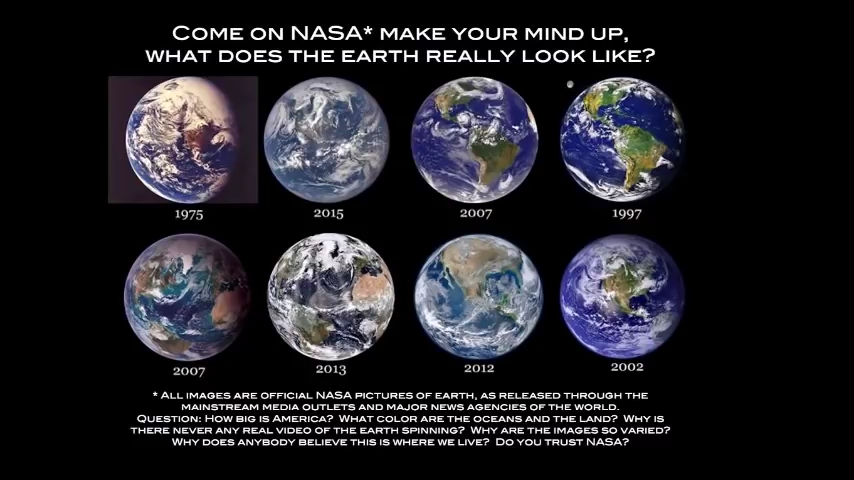 Come on NASA* make your mind up,
what does the earth really look like?
1975
2015
2007
1997
2007
2013
2012
2002
* All images are official NASA pictures of earth, as released through the
mainstream media outlets and major news agencies of the world.
Question: How big is America? What color are the oceans and the land? Why is
there never any real video of the earth spinning? Why are the images so varied?
Why does anybody believe this is where we live? Do you trust NASA?